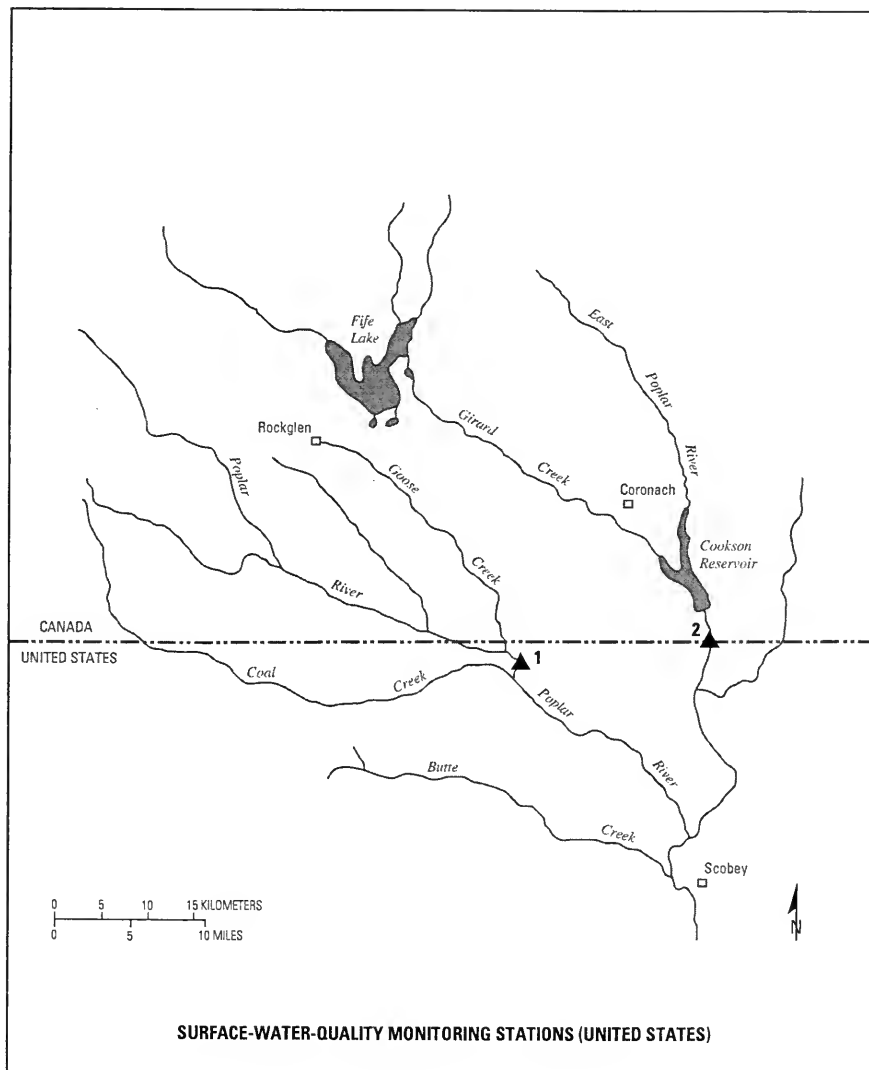 Fife
Lake
East
Poplar
River
Rockglen
Girard
Creek
Coronach
Goose
Creek
Poplar
River
Cookson
Reservoir
CANADA
UNITED STATES
1
2
Coal
Creek
Poplar
River
Butte
Creek
Scobey
0 5 10 15 KILOMETERS
0 5 10 MILES
N
SURFACE-WATER-QUALITY MONITORING STATIONS (UNITED STATES)